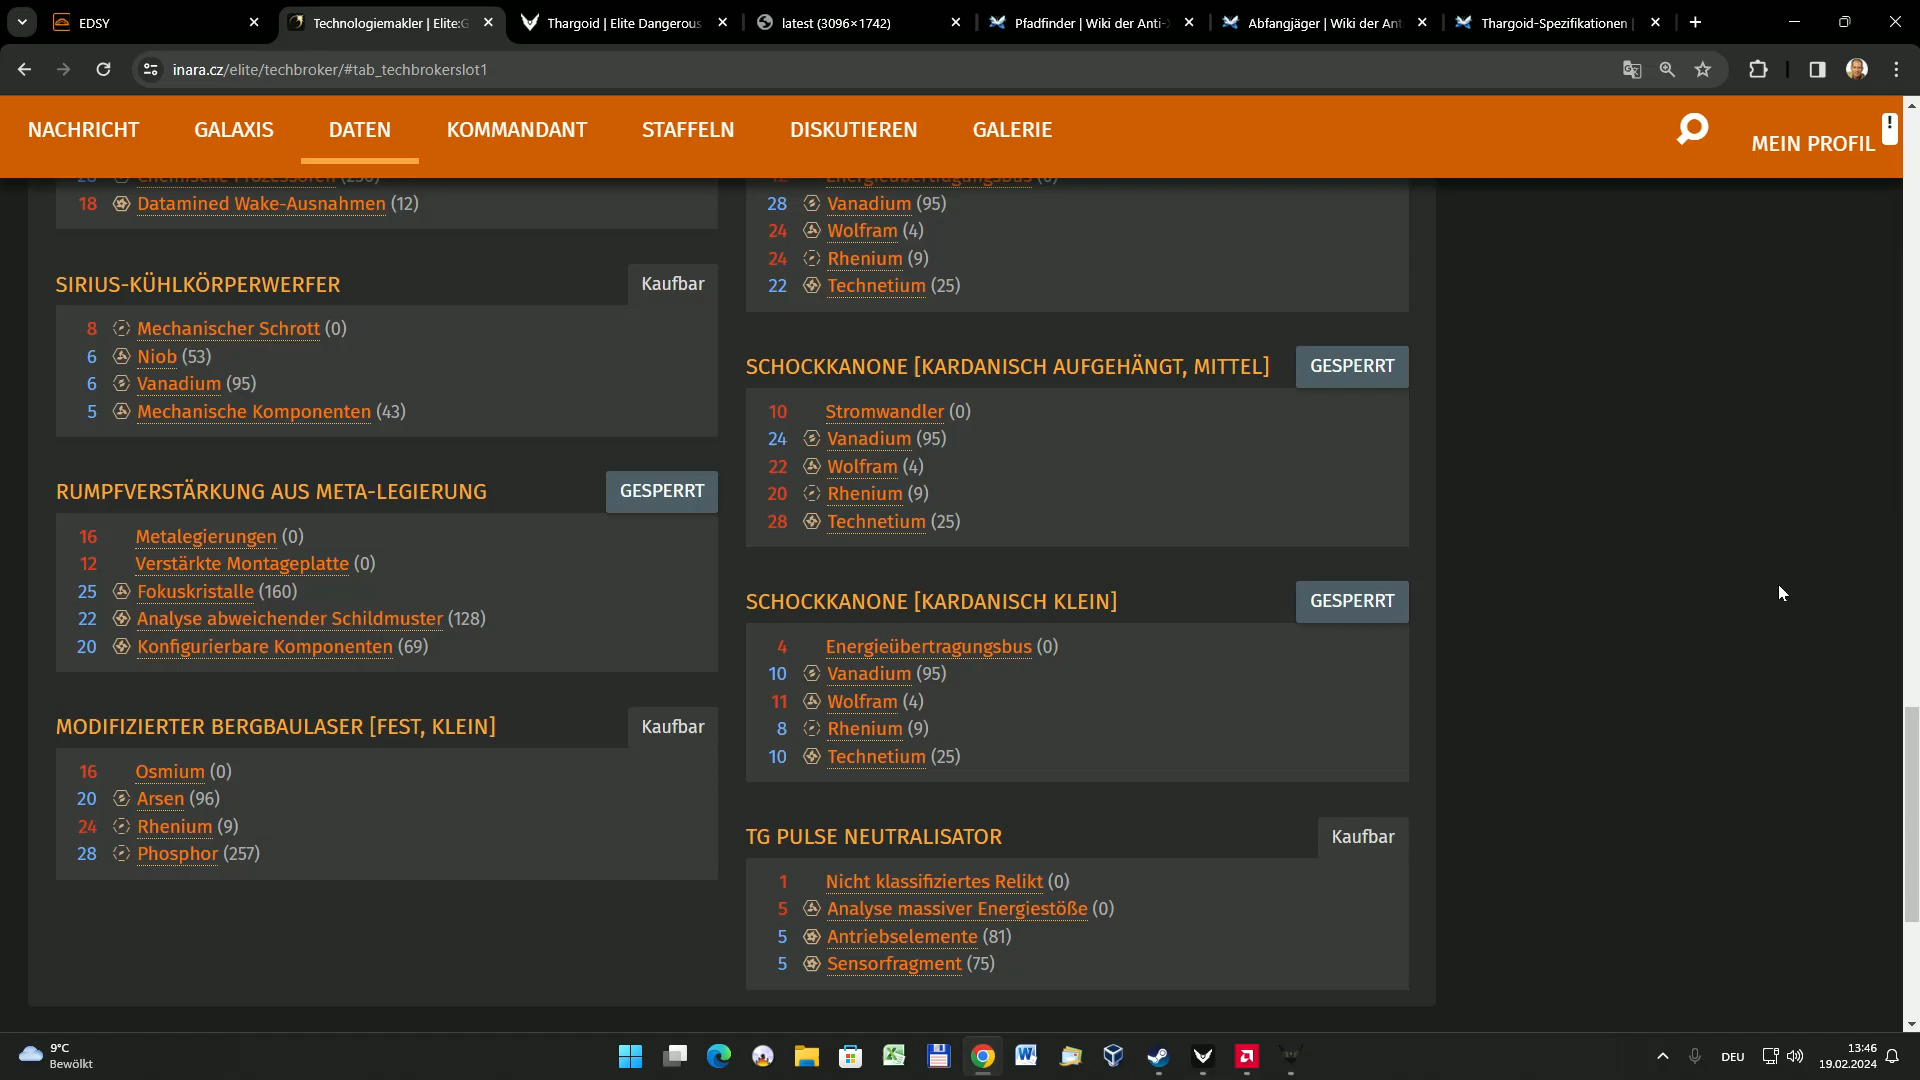 EDSY
Technologiemakler | Elite:G
Thargoid | Elite Dangerous
latest (3096×1742)
Pfadfinder | Wiki der Anti-X
Abfangjäger | Wiki der Ant
Thargoid-Spezifikationen |
inara.cz/elite/techbroker/#tab_techbrokerslot1
NACHRICHT
GALAXIS
DATEN
KOMMANDANT
STAFFELN
DISKUTIEREN
GALERIE
MEIN PROFIL
!
28 Chemische Prozessoren (250)
18 Datamined Wake-Ausnahmen (12)
SIRIUS-KÜHLKÖRPERWERFER
Kaufbar
8 Mechanischer Schrott (0)
6 Niob (53)
6 Vanadium (95)
5 Mechanische Komponenten (43)
RUMPFVERSTÄRKUNG AUS META-LEGIERUNG
GESPERRT
16 Metalegierungen (0)
12 Verstärkte Montageplatte (0)
25 Fokuskristalle (160)
22 Analyse abweichender Schildmuster (128)
20 Konfigurierbare Komponenten (69)
MODIFIZIERTER BERGBAULASER [FEST, KLEIN]
Kaufbar
16 Osmium (0)
20 Arsen (96)
24 Rhenium (9)
28 Phosphor (257)
12 Energieübertragungsbus (0)
28 Vanadium (95)
24 Wolfram (4)
24 Rhenium (9)
22 Technetium (25)
SCHOCKKANONE [KARDANISCH AUFGEHÄNGT, MITTEL]
GESPERRT
10 Stromwandler (0)
24 Vanadium (95)
22 Wolfram (4)
20 Rhenium (9)
28 Technetium (25)
SCHOCKKANONE [KARDANISCH KLEIN]
GESPERRT
4 Energieübertragungsbus (0)
10 Vanadium (95)
11 Wolfram (4)
8 Rhenium (9)
10 Technetium (25)
TG PULSE NEUTRALISATOR
Kaufbar
1 Nicht klassifiziertes Relikt (0)
5 Analyse massiver Energiestöße (0)
5 Antriebselemente (81)
5 Sensorfragment (75)
9°C
Bewölkt
DEU
13:46
19.02.2024